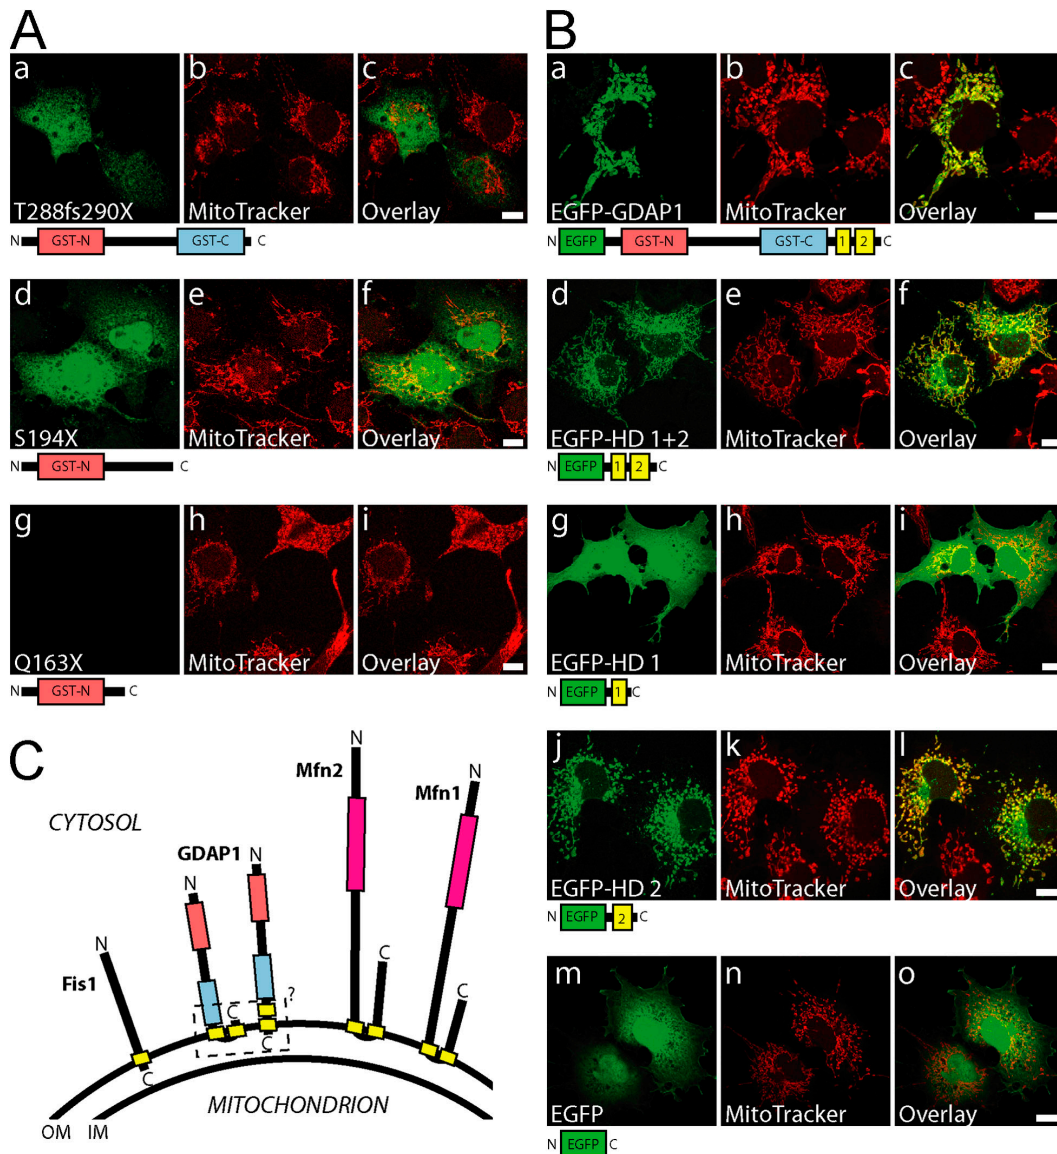 A
a
b
c
T288fs290X
MitoTracker
Overlay
N GST-N GST-C C
d
e
f
S194X
MitoTracker
Overlay
N GST-N C
g
h
i
Q163X
MitoTracker
Overlay
N GST-N C
B
a
b
c
EGFP-GDAP1
MitoTracker
Overlay
N EGFP GST-N GST-C 1 2 C
d
e
f
EGFP-HD 1+2
MitoTracker
Overlay
N EGFP 1 2 C
g
h
i
EGFP-HD 1
MitoTracker
Overlay
N EGFP 1 C
j
k
l
EGFP-HD 2
MitoTracker
Overlay
N EGFP 2 C
m
n
o
EGFP
MitoTracker
Overlay
N EGFP C
C
CYTOSOL
N
Mfn2
N
Mfn1
GDAP1
N
N
N
Fis1
C
C
?
C
C
C
MITOCHONDRION
OM IM